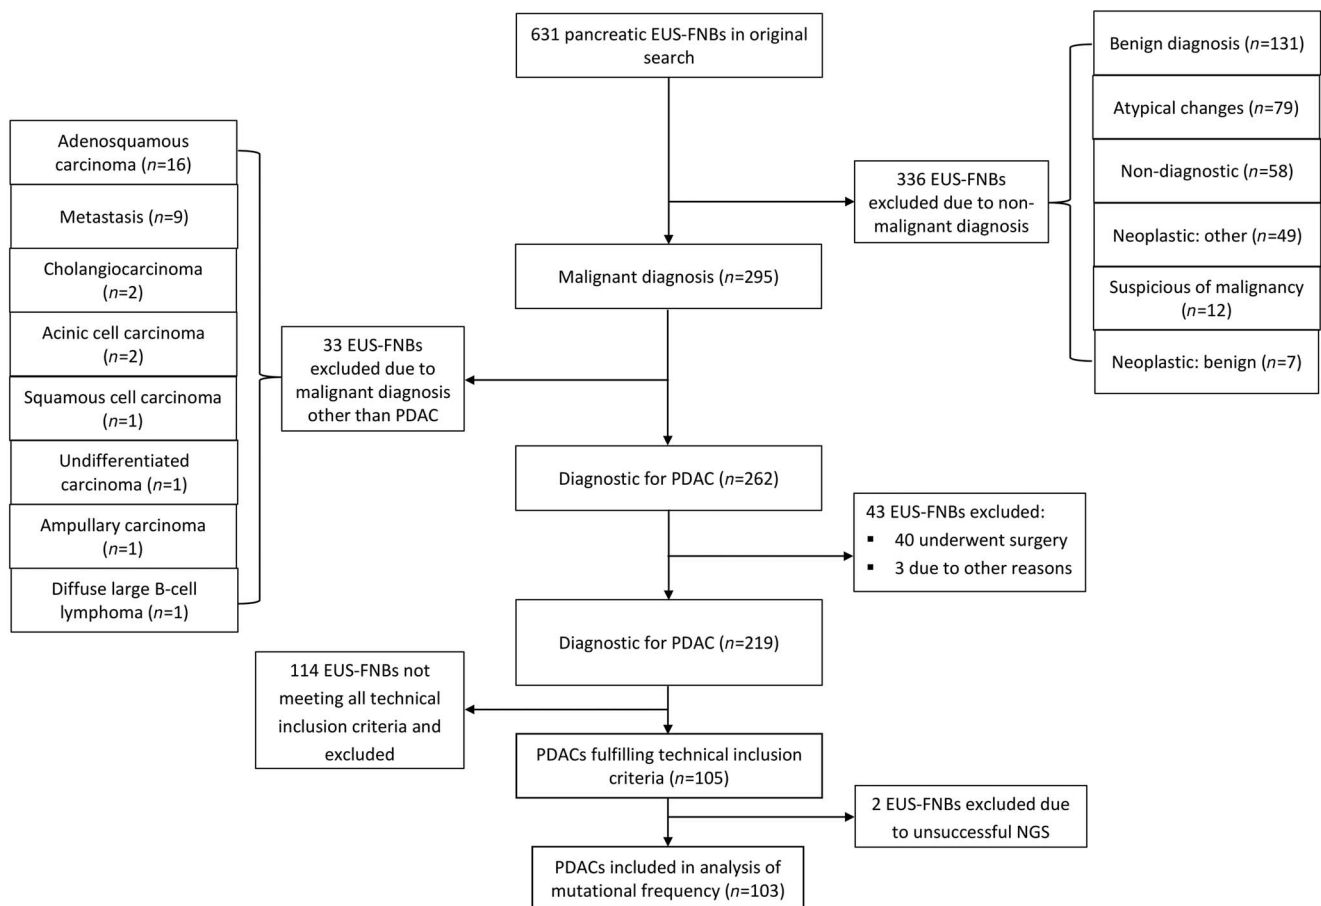 631 pancreatic EUS-FNBs in original
search
Benign diagnosis (n=131)
Atypical changes (n=79)
Non-diagnostic (n=58)
Neoplastic: other (n=49)
Suspicious of malignancy
(n=12)
Neoplastic: benign (n=7)
336 EUS-FNBs
excluded due to non-
malignant diagnosis
Malignant diagnosis (n=295)
Adenosquamous
carcinoma (n=16)
Metastasis (n=9)
Cholangiocarcinoma
(n=2)
Acinic cell carcinoma
(n=2)
Squamous cell carcinoma
(n=1)
Undifferentiated
carcinoma (n=1)
Ampullary carcinoma
(n=1)
Diffuse large B-cell
lymphoma (n=1)
33 EUS-FNBs
excluded due to
malignant diagnosis
other than PDAC
Diagnostic for PDAC (n=262)
43 EUS-FNBs excluded:
▪ 40 underwent surgery
▪ 3 due to other reasons
Diagnostic for PDAC (n=219)
114 EUS-FNBs not
meeting all technical
inclusion criteria and
excluded
PDACs fulfilling technical inclusion
criteria (n=105)
2 EUS-FNBs excluded due
to unsuccessful NGS
PDACs included in analysis of
mutational frequency (n=103)